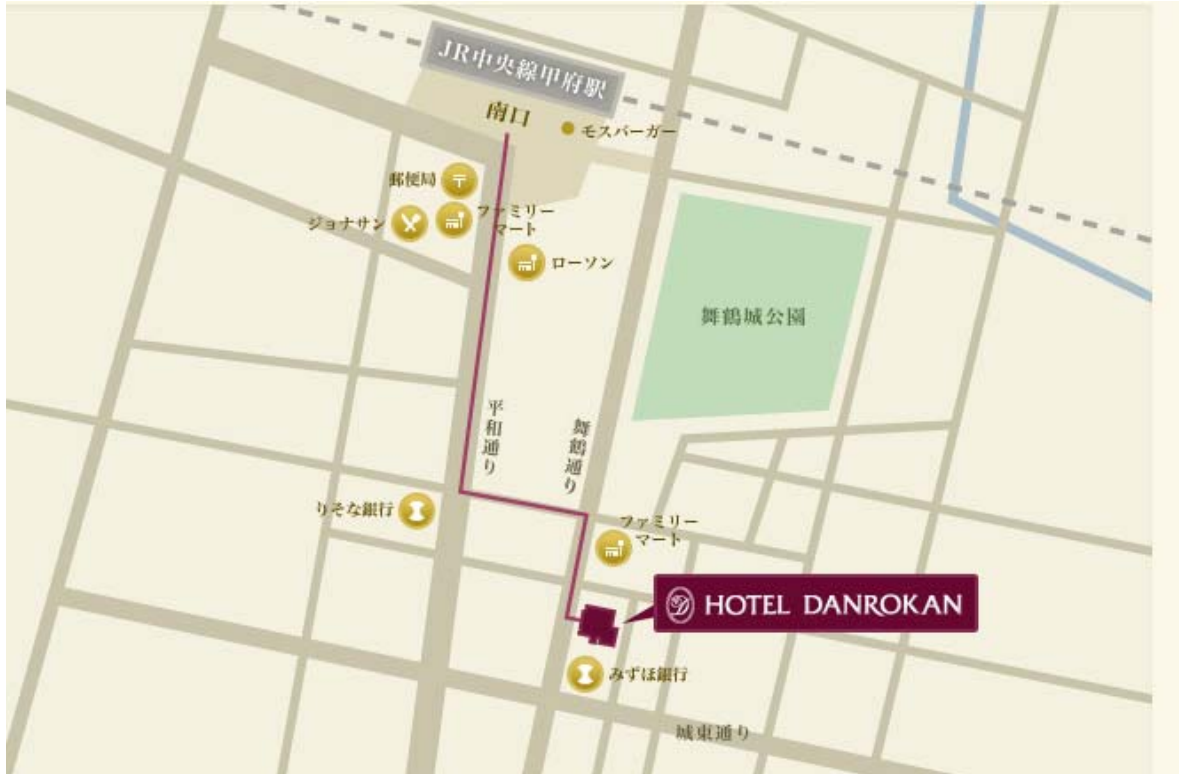 JR中央線甲府駅
南口
モスバーガー
郵便局
ファミリー
マート
ジョナサン
ローソン
舞鶴城公園
平和通り
舞鶴通り
りそな銀行
ファミリー
マート
HOTEL DANROKAN
みずほ銀行
城東通り